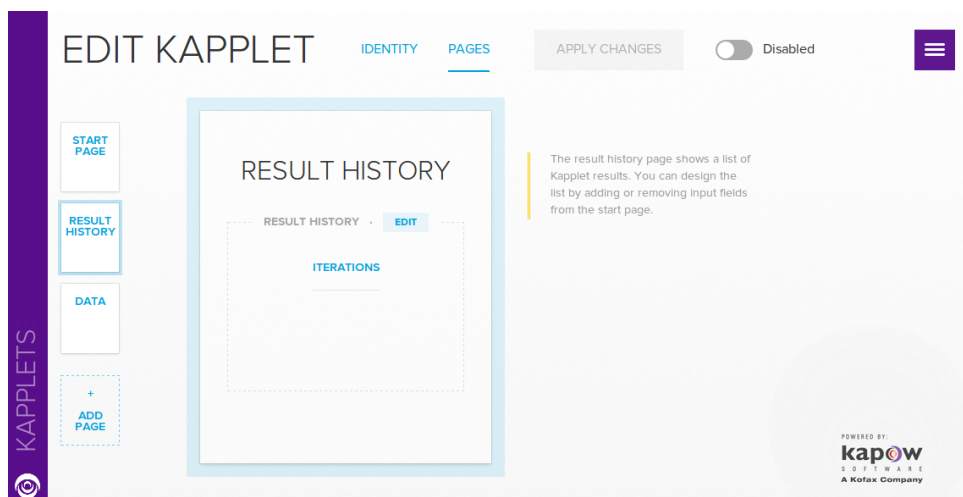 EDIT KAPPLET
IDENTITY
PAGES
APPLY CHANGES
Disabled
START
PAGE
RESULT
HISTORY
DATA
+
ADD
PAGE
KAPPLETS
RESULT HISTORY
RESULT HISTORY · EDIT
ITERATIONS
The result history page shows a list of
Kapplet results. You can design the
list by adding or removing input fields
from the start page.
POWERED BY:
kapow
SOFTWARE
A Kofax Company